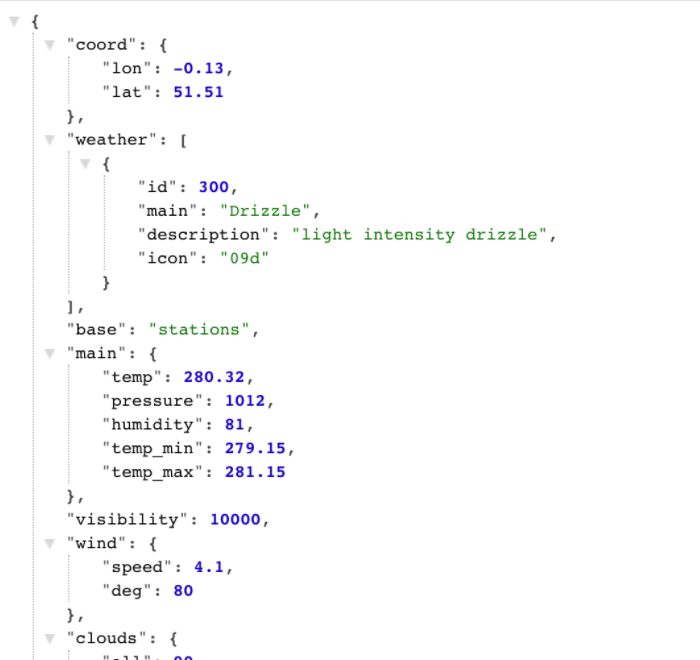 {
"coord": {
"lon": -0.13,
"lat": 51.51
},
"weather": [
{
"id": 300,
"main": "Drizzle",
"description": "light intensity drizzle",
"icon": "09d"
}
],
"base": "stations",
"main": {
"temp": 280.32,
"pressure": 1012,
"humidity": 81,
"temp_min": 279.15,
"temp_max": 281.15
},
"visibility": 10000,
"wind": {
"speed": 4.1,
"deg": 80
},
"clouds": {